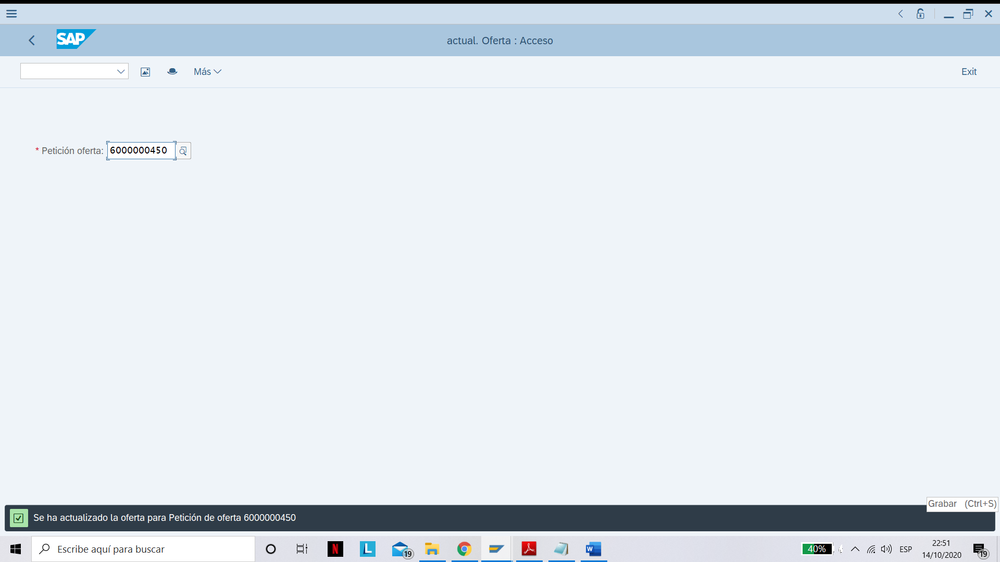 SAP
actual. Oferta : Acceso
Más
Exit
* Petición oferta: 6000000450
Grabar (Ctrl+S)
Se ha actualizado la oferta para Petición de oferta 6000000450
Escribe aquí para buscar
N
L
19
W
40%
ESP
22:51
14/10/2020
19